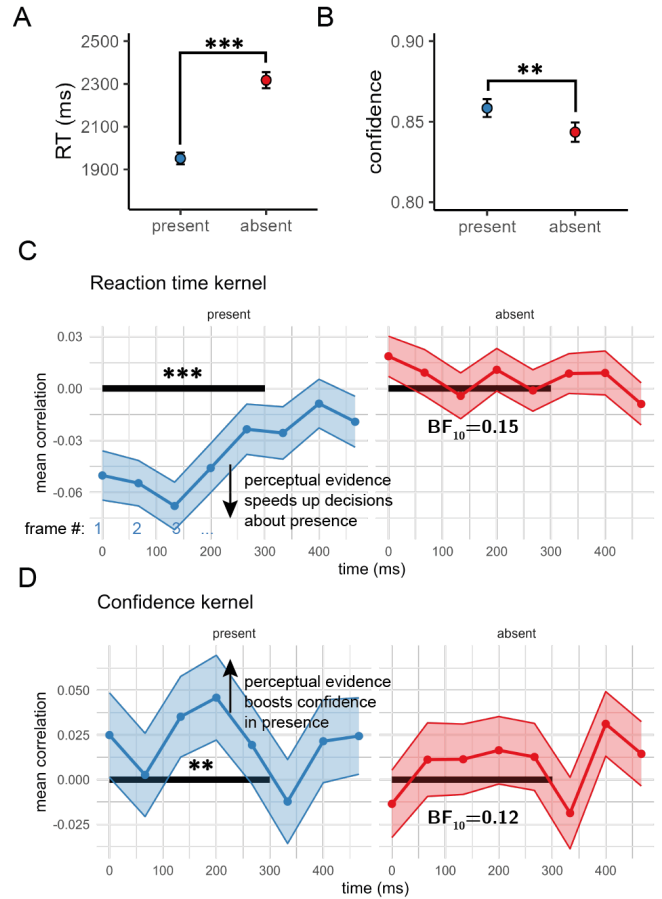 A
B
2500
2300
2100
1900
RT (ms)
***
present
absent
0.90
0.85
0.80
confidence
**
present
absent
C
Reaction time kernel
present
absent
0.03
0.00
-0.03
-0.06
mean correlation
***
BF10=0.15
perceptual evidence
speeds up decisions
about presence
frame #: 1 2 3 ...
0 100 200 300 400
0 100 200 300 400
time (ms)
D
Confidence kernel
present
absent
0.050
0.025
0.000
-0.025
mean correlation
perceptual evidence
boosts confidence
in presence
**
BF10=0.12
0 200 400
0 200 400
time (ms)